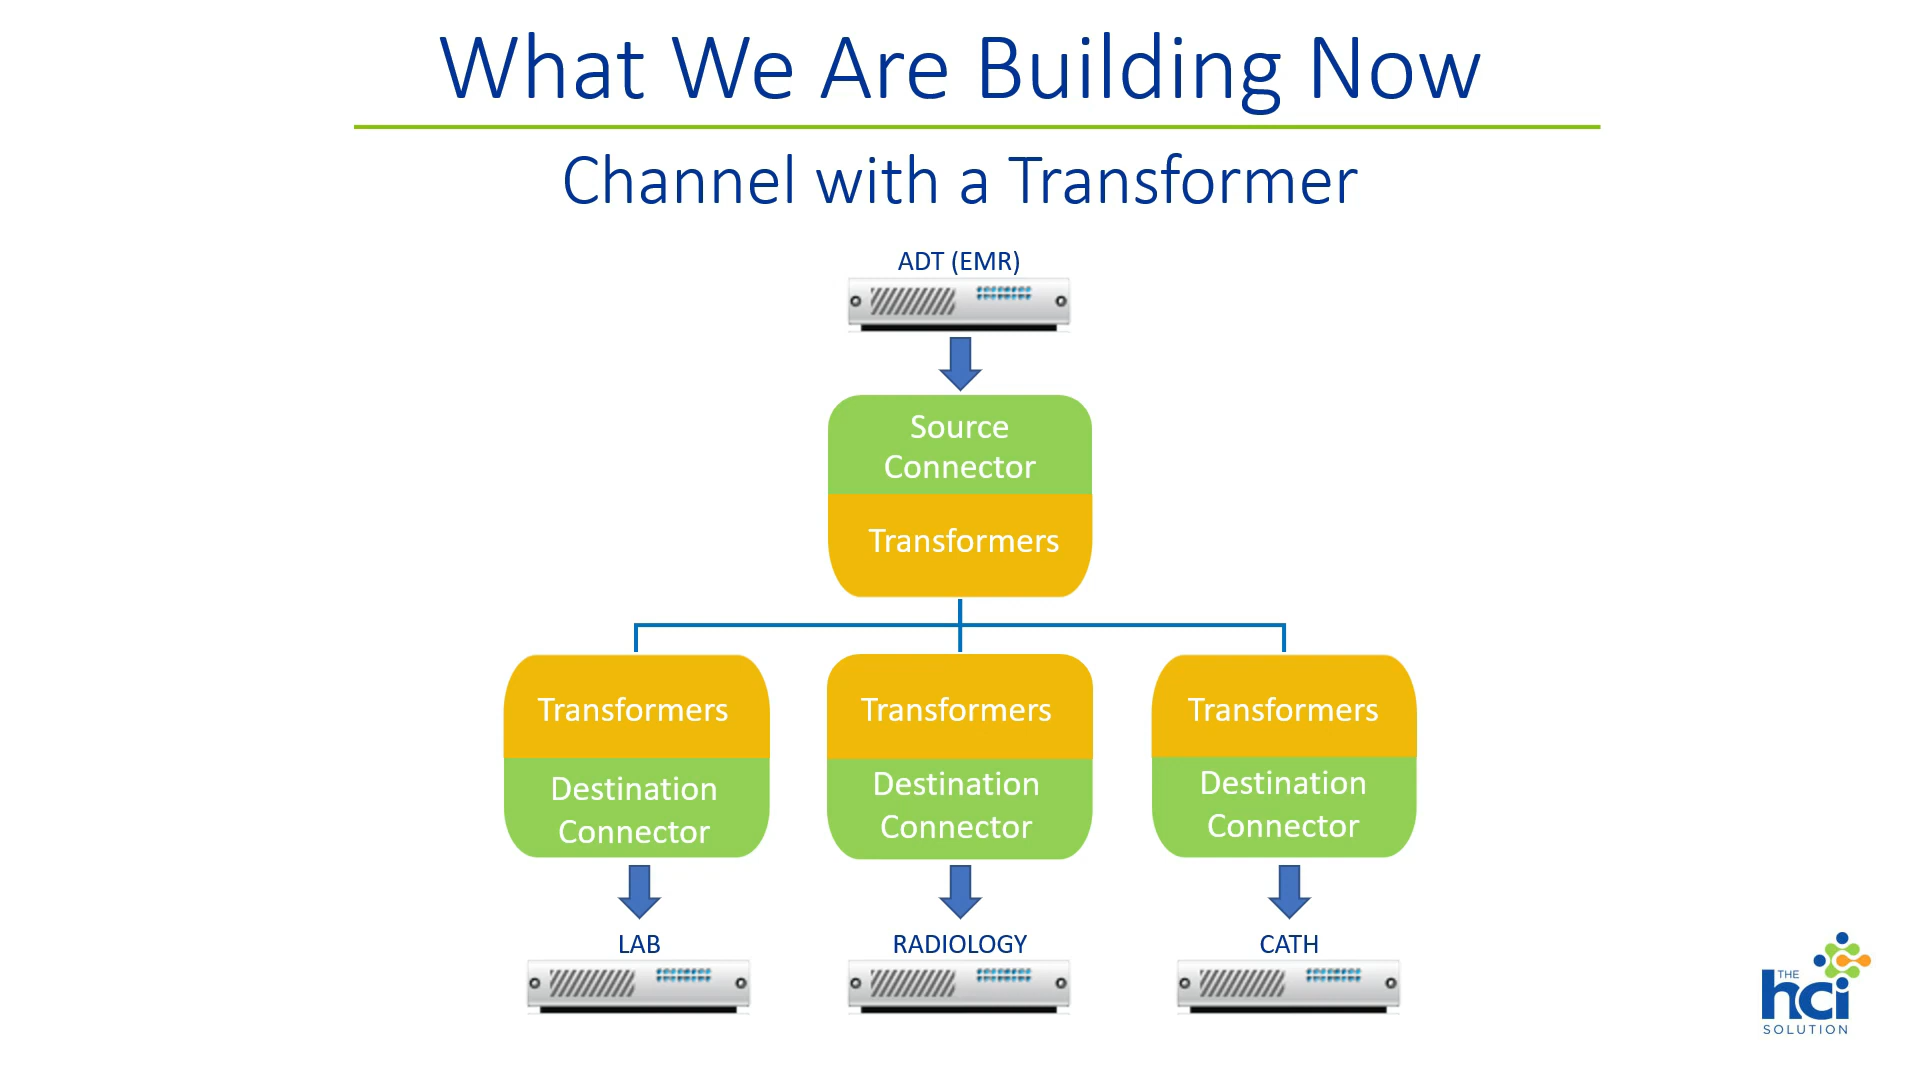 What We Are Building Now
Channel with a Transformer
ADT (EMR)
Source
Connector
Transformers
Transformers
Destination
Connector
Transformers
Destination
Connector
Transformers
Destination
Connector
LAB
RADIOLOGY
CATH
THE
hci
SOLUTION